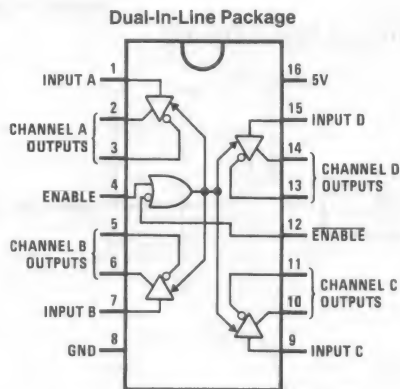 Dual-In-Line Package
1
INPUT A
2
CHANNEL A
OUTPUTS
3
4
ENABLE
5
CHANNEL B
OUTPUTS
6
7
INPUT B
8
GND
16
5V
15
INPUT D
14
CHANNEL D
OUTPUTS
13
12
ENABLE
11
CHANNEL C
OUTPUTS
10
9
INPUT C